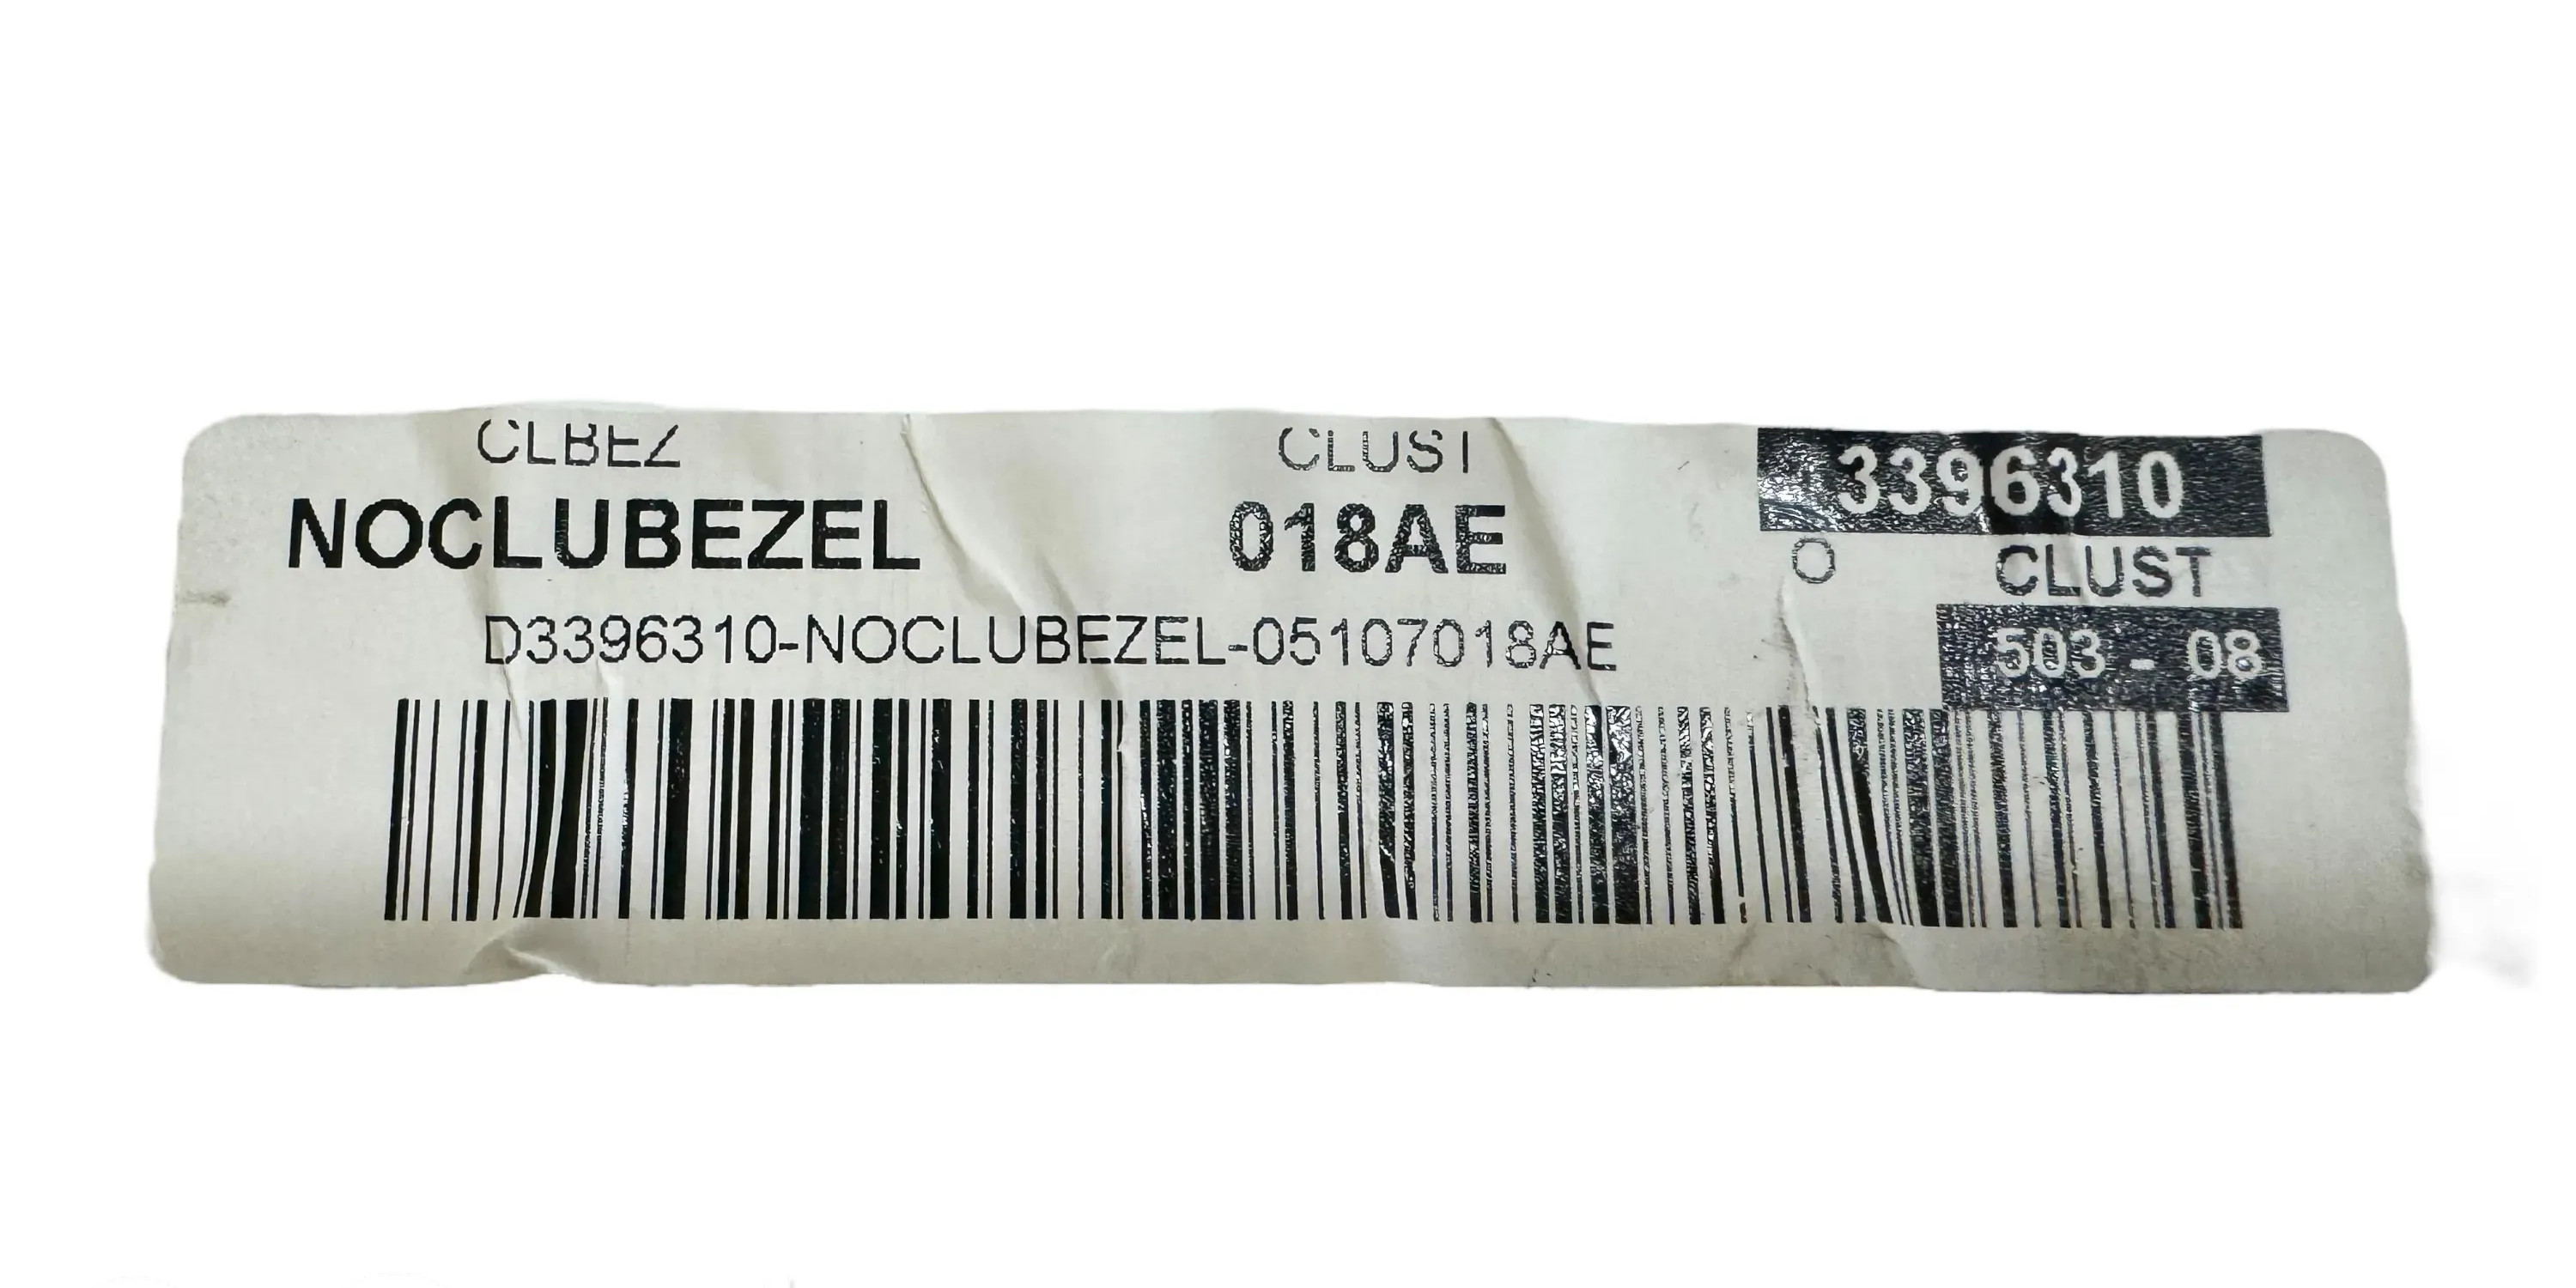 CLBEZ CLUST 3396310
NOCLUBEZEL 018AE O CLUST
D3396310-NOCLUBEZEL-05107018AE 503 - 08